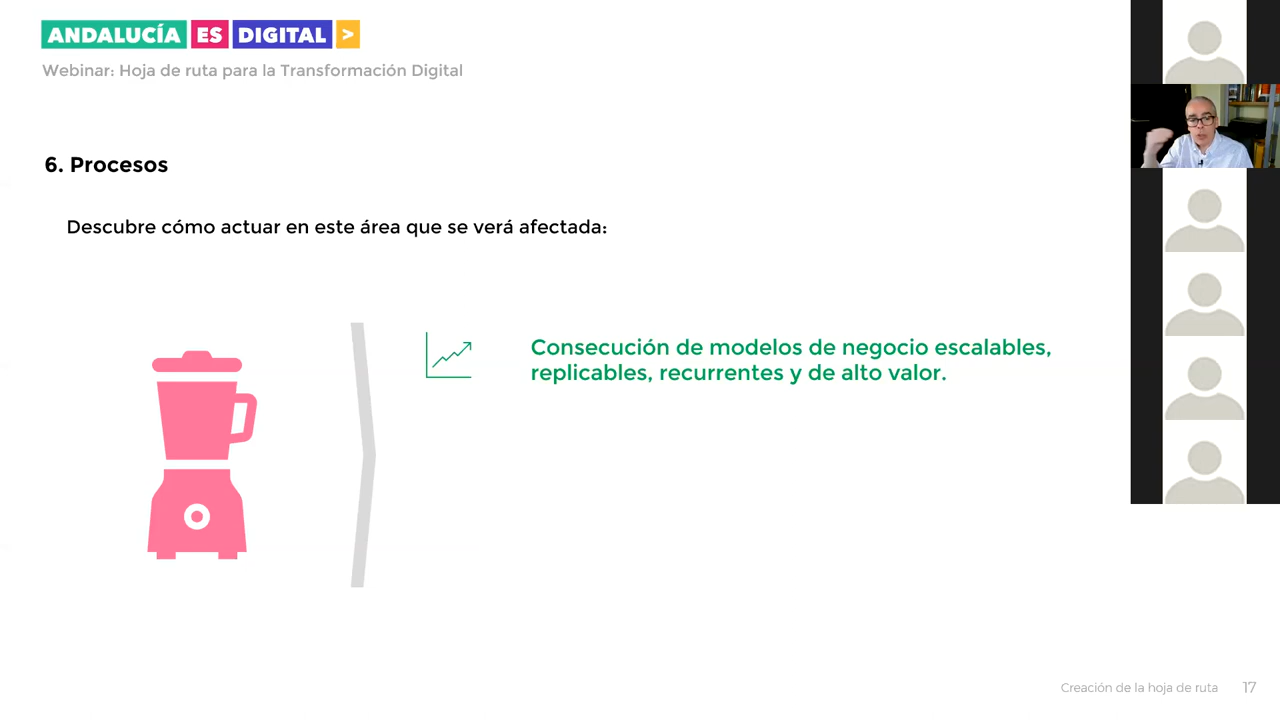 ANDALUCÍA ES DIGITAL >
Webinar: Hoja de ruta para la Transformación Digital
6. Procesos
Descubre cómo actuar en este área que se verá afectada:
Consecución de modelos de negocio escalables,
replicables, recurrentes y de alto valor.
Creación de la hoja de ruta 17